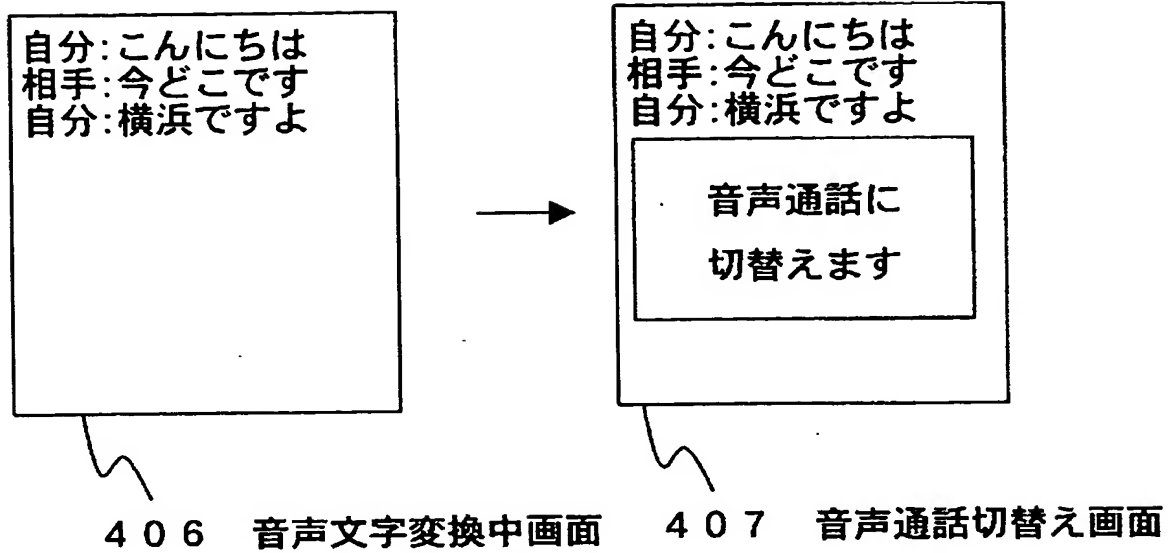 自分:こんにちは
相手:今どこです
自分:横浜ですよ
自分:こんにちは
相手:今どこです
自分:横浜ですよ
音声通話に
切替えます
406 音声文字変換中画面
407 音声通話切替え画面